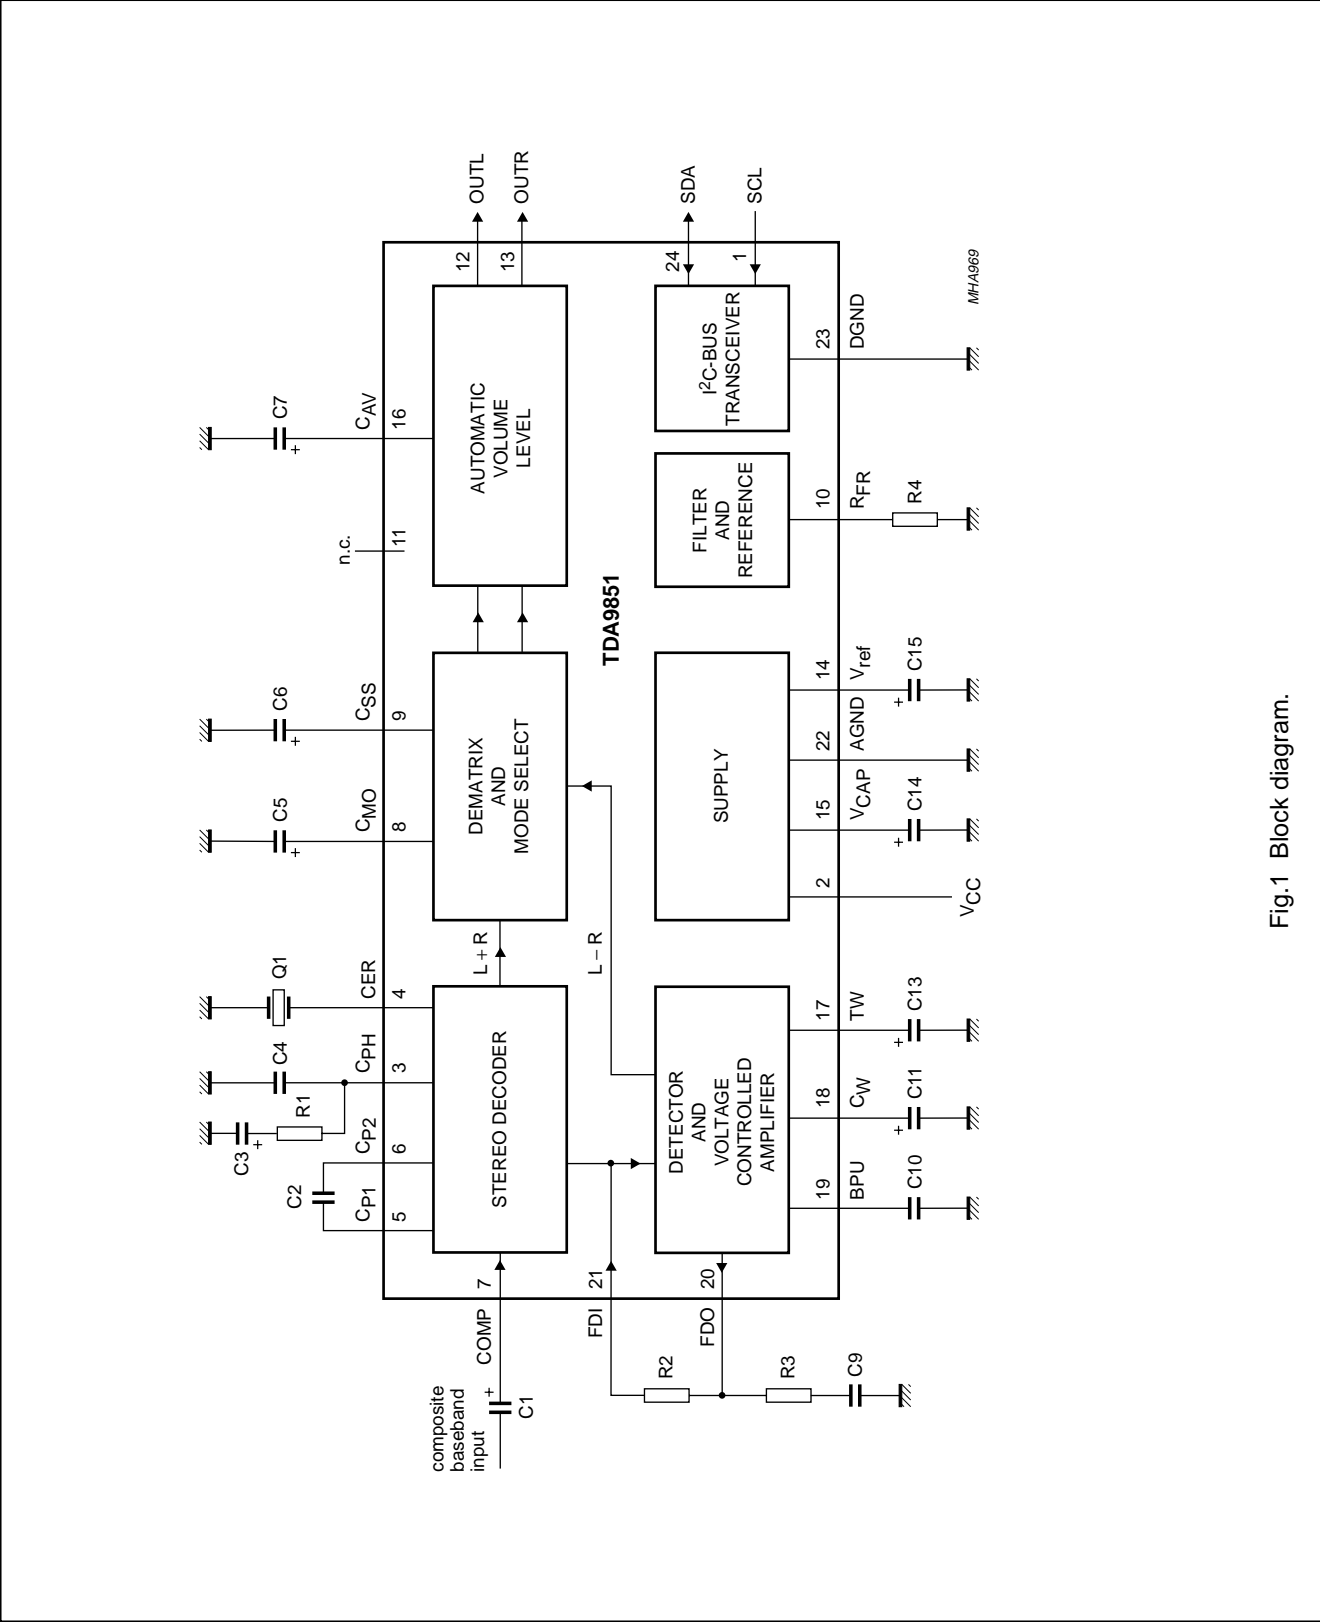 C7
C6
C5
Q1
C4
C3
R1
C2
n.c.
CAV
CSS
CMO
CER
CPH
CP2
CP1
16
11
9
8
4
3
6
5
composite
baseband
input
C1
+
COMP
7
STEREO DECODER
L + R
DEMATRIX
AND
MODE SELECT
AUTOMATIC
VOLUME
LEVEL
12
OUTL
13
OUTR
L − R
TDA9851
FDI
21
FDO
20
R2
R3
C9
DETECTOR
AND
VOLTAGE
CONTROLLED
AMPLIFIER
SUPPLY
FILTER
AND
REFERENCE
I²C-BUS
TRANSCEIVER
24
SDA
1
SCL
19
18
17
2
15
22
14
10
23
BPU
CW
TW
VCC
VCAP
AGND
Vref
RFR
DGND
C10
+
C11
+
C13
+
C14
+
C15
R4
+
+
+
+
MHA969
Fig.1 Block diagram.